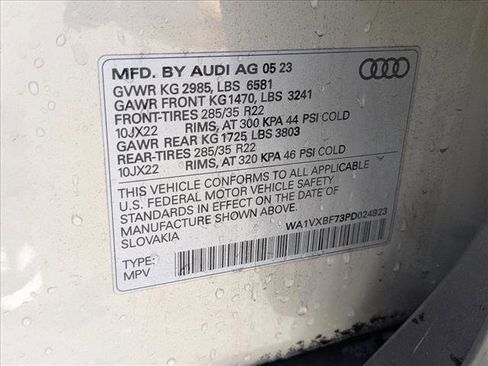 MFD. BY AUDI AG 05 23
GVWR KG 2985, LBS 6581
GAWR FRONT KG1470, LBS 3241
FRONT-TIRES 285/35 R22
10JX22 RIMS, AT 300 KPA 44 PSI COLD
GAWR REAR KG 1725, LBS 3803
REAR-TIRES 285/35 R22
10JX22 RIMS, AT 320 KPA 46 PSI COLD
THIS VEHICLE CONFORMS TO ALL APPLICABLE
U.S. FEDERAL MOTOR VEHICLE SAFETY
STANDARDS IN EFFECT ON THE DATE OF
MANUFACTURE SHOWN ABOVE.
SLOVAKIA
WA1VXBF73PD024923
TYPE:
MPV